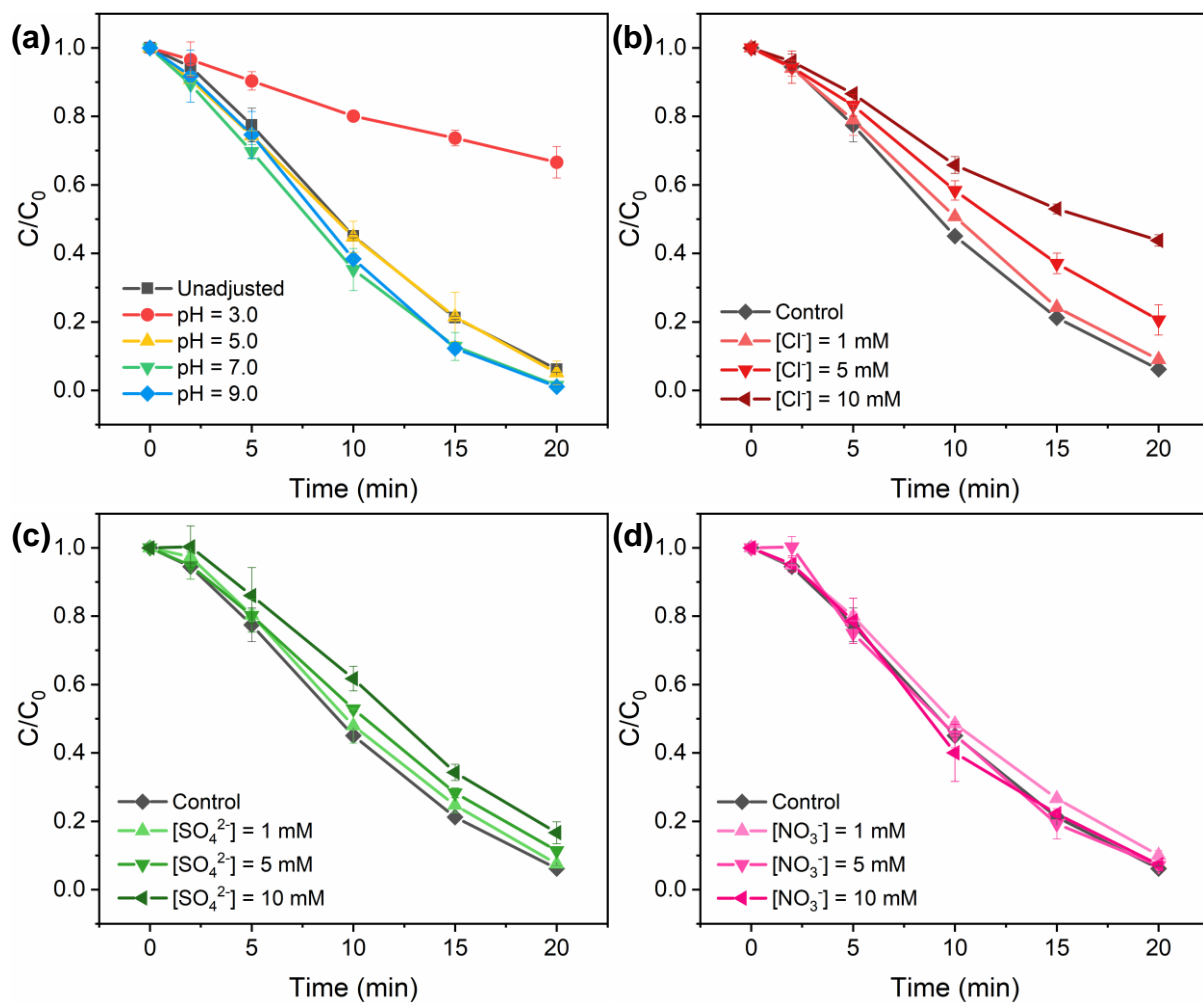 (a)
C/C₀
1.0
0.8
0.6
0.4
0.2
0.0
Unadjusted
pH = 3.0
pH = 5.0
pH = 7.0
pH = 9.0
0 5 10 15 20
Time (min)
(b)
C/C₀
1.0
0.8
0.6
0.4
0.2
0.0
Control
[Cl⁻] = 1 mM
[Cl⁻] = 5 mM
[Cl⁻] = 10 mM
0 5 10 15 20
Time (min)
(c)
C/C₀
1.0
0.8
0.6
0.4
0.2
0.0
Control
[SO₄²⁻] = 1 mM
[SO₄²⁻] = 5 mM
[SO₄²⁻] = 10 mM
0 5 10 15 20
Time (min)
(d)
C/C₀
1.0
0.8
0.6
0.4
0.2
0.0
Control
[NO₃⁻] = 1 mM
[NO₃⁻] = 5 mM
[NO₃⁻] = 10 mM
0 5 10 15 20
Time (min)